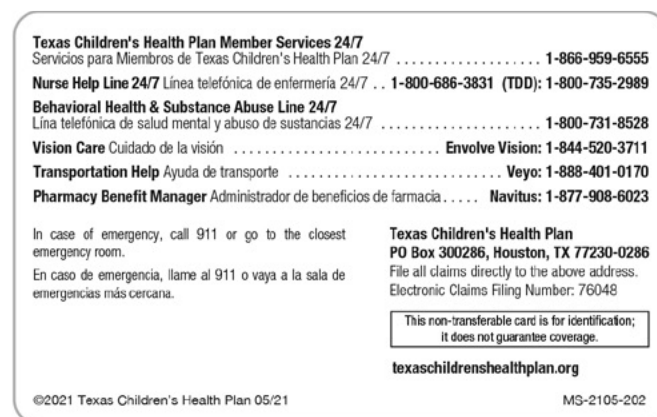 Texas Children's Health Plan Member Services 24/7
Servicios para Miembros de Texas Children's Health Plan 24/7 . . . . . . . . . . . . . . . . . . . 1-866-959-6555
Nurse Help Line 24/7 Línea telefónica de enfermería 24/7 . . 1-800-686-3831 (TDD): 1-800-735-2989
Behavioral Health & Substance Abuse Line 24/7
Lína telefónica de salud mental y abuso de sustancias 24/7 . . . . . . . . . . . . . . . . . . . . . 1-800-731-8528
Vision Care Cuidado de la visión . . . . . . . . . . . . . . . . . . . . . . . . . . . Envolve Vision: 1-844-520-3711
Transportation Help Ayuda de transporte . . . . . . . . . . . . . . . . . . . . . . . . . . . . Veyo: 1-888-401-0170
Pharmacy Benefit Manager Administrador de beneficios de farmacia . . . . . Navitus: 1-877-908-6023
In case of emergency, call 911 or go to the closest
emergency room.
En caso de emergencia, llame al 911 o vaya a la sala de
emergencias más cercana.
Texas Children's Health Plan
PO Box 300286, Houston, TX 77230-0286
File all claims directly to the above address.
Electronic Claims Filing Number: 76048
This non-transferable card is for identification;
it does not guarantee coverage.
texaschildrenshealthplan.org
©2021 Texas Children's Health Plan 05/21
MS-2105-202